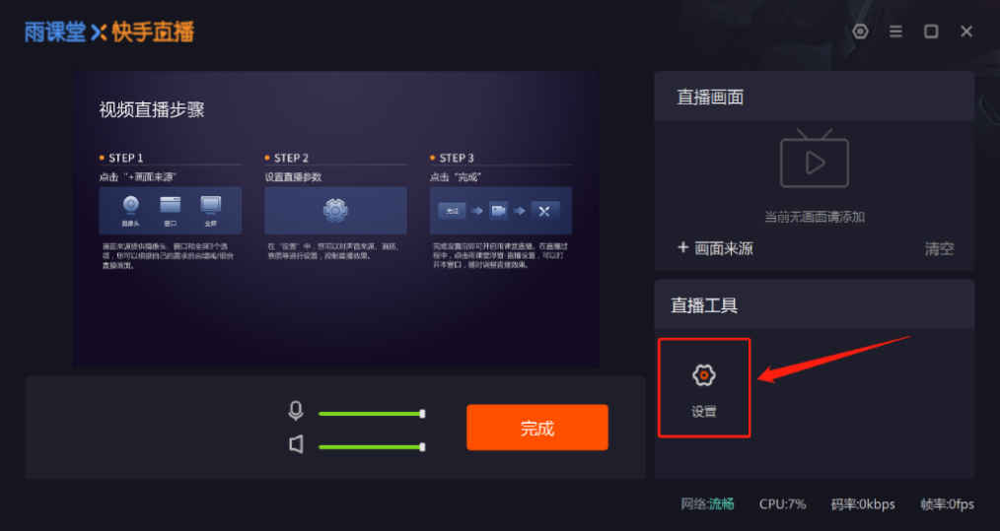 雨课堂 X 快手直播
视频直播步骤
STEP 1
点击“+画面来源”
摄像头 窗口 全屏
画面来源提供摄像头、窗口和全屏3个选
项，您可以根据自己的需求自由增减/组合
直播画面。
STEP 2
设置直播参数
在“设置”中，您可以对声音来源、画质、
音质等进行设置，控制直播效果。
STEP 3
点击“完成”
完成
完成设置后即可开启雨课堂直播。在直播过
程中，点击雨课堂浮窗-直播设置，可以打
开本窗口，随时调整直播效果。
完成
直播画面
当前无画面请添加
+ 画面来源 清空
直播工具
设置
网络:流畅 CPU:7% 码率:0kbps 帧率:0fps